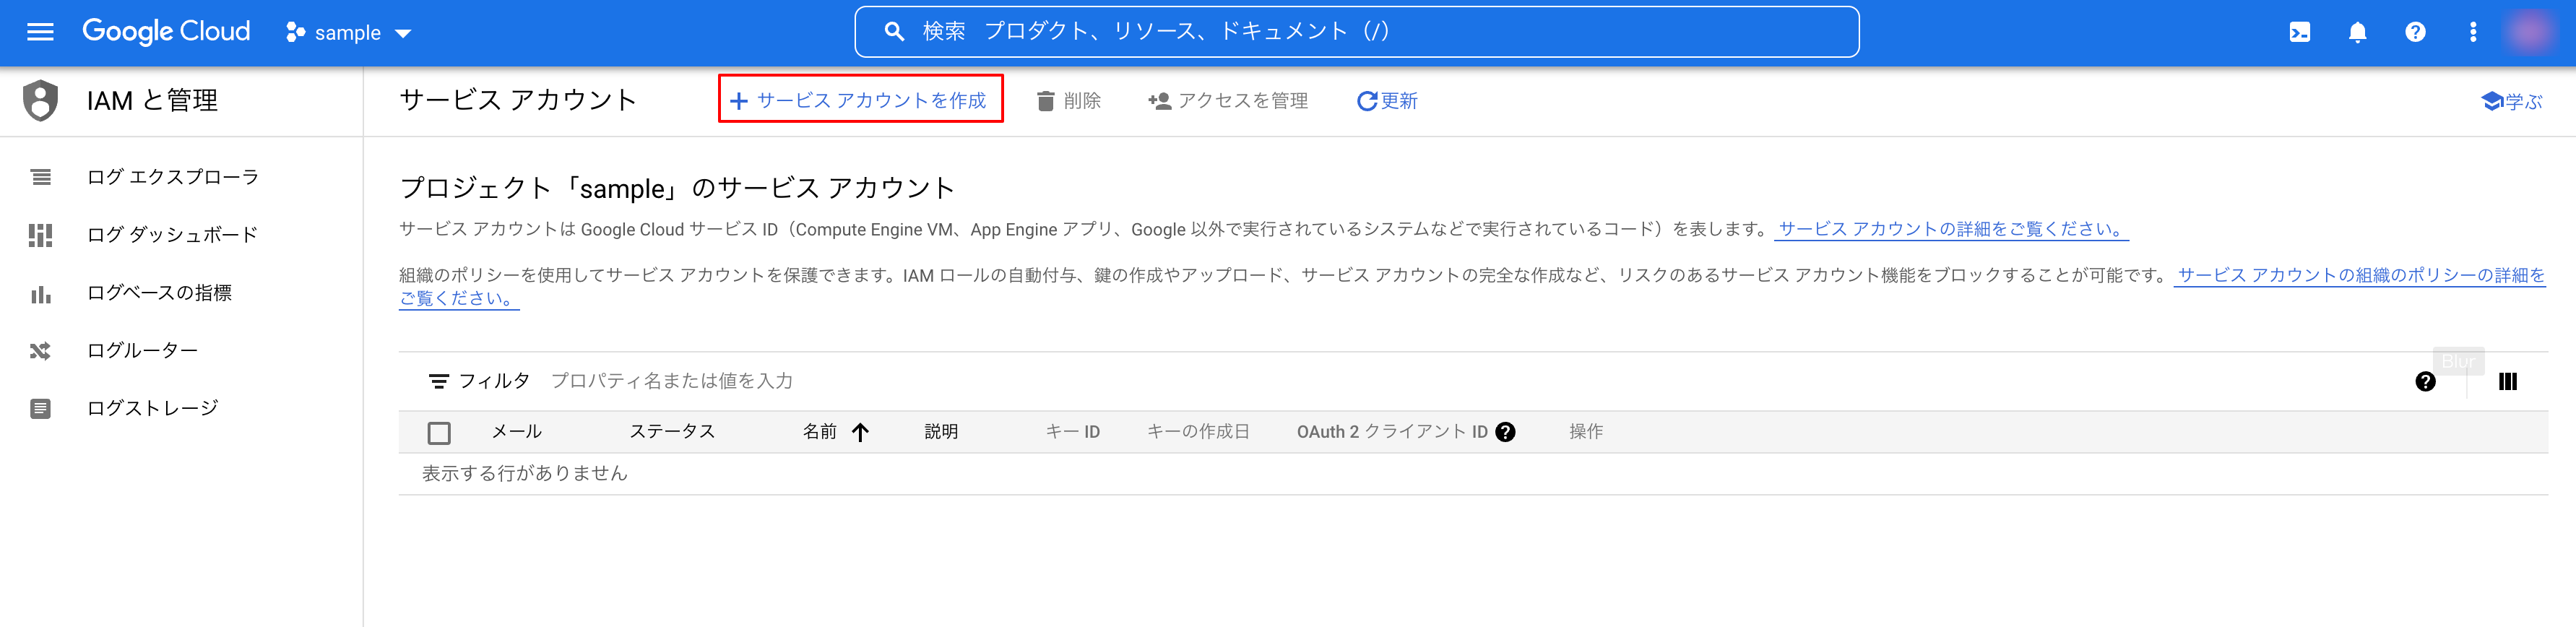 Google Cloud sample 検索 プロダクト、リソース、ドキュメント (/)
IAM と管理
サービス アカウント サービス アカウントを作成 削除 アクセスを管理 更新 学ぶ
ログ エクスプローラ
ログ ダッシュボード
ログベースの指標
ログルーター
ログストレージ
プロジェクト「sample」のサービス アカウント
サービス アカウントは Google Cloud サービス ID（Compute Engine VM、App Engine アプリ、Google 以外で実行されているシステムなどで実行されているコード）を表します。 サービス アカウントの詳細をご覧ください。
組織のポリシーを使用してサービス アカウントを保護できます。IAM ロールの自動付与、鍵の作成やアップロード、サービス アカウントの完全な作成など、リスクのあるサービス アカウント機能をブロックすることが可能です。 サービス アカウントの組織のポリシーの詳細を
ご覧ください。
Blur
フィルタ プロパティ名または値を入力
メール ステータス 名前 説明 キー ID キーの作成日 OAuth 2 クライアント ID 操作
表示する行がありません